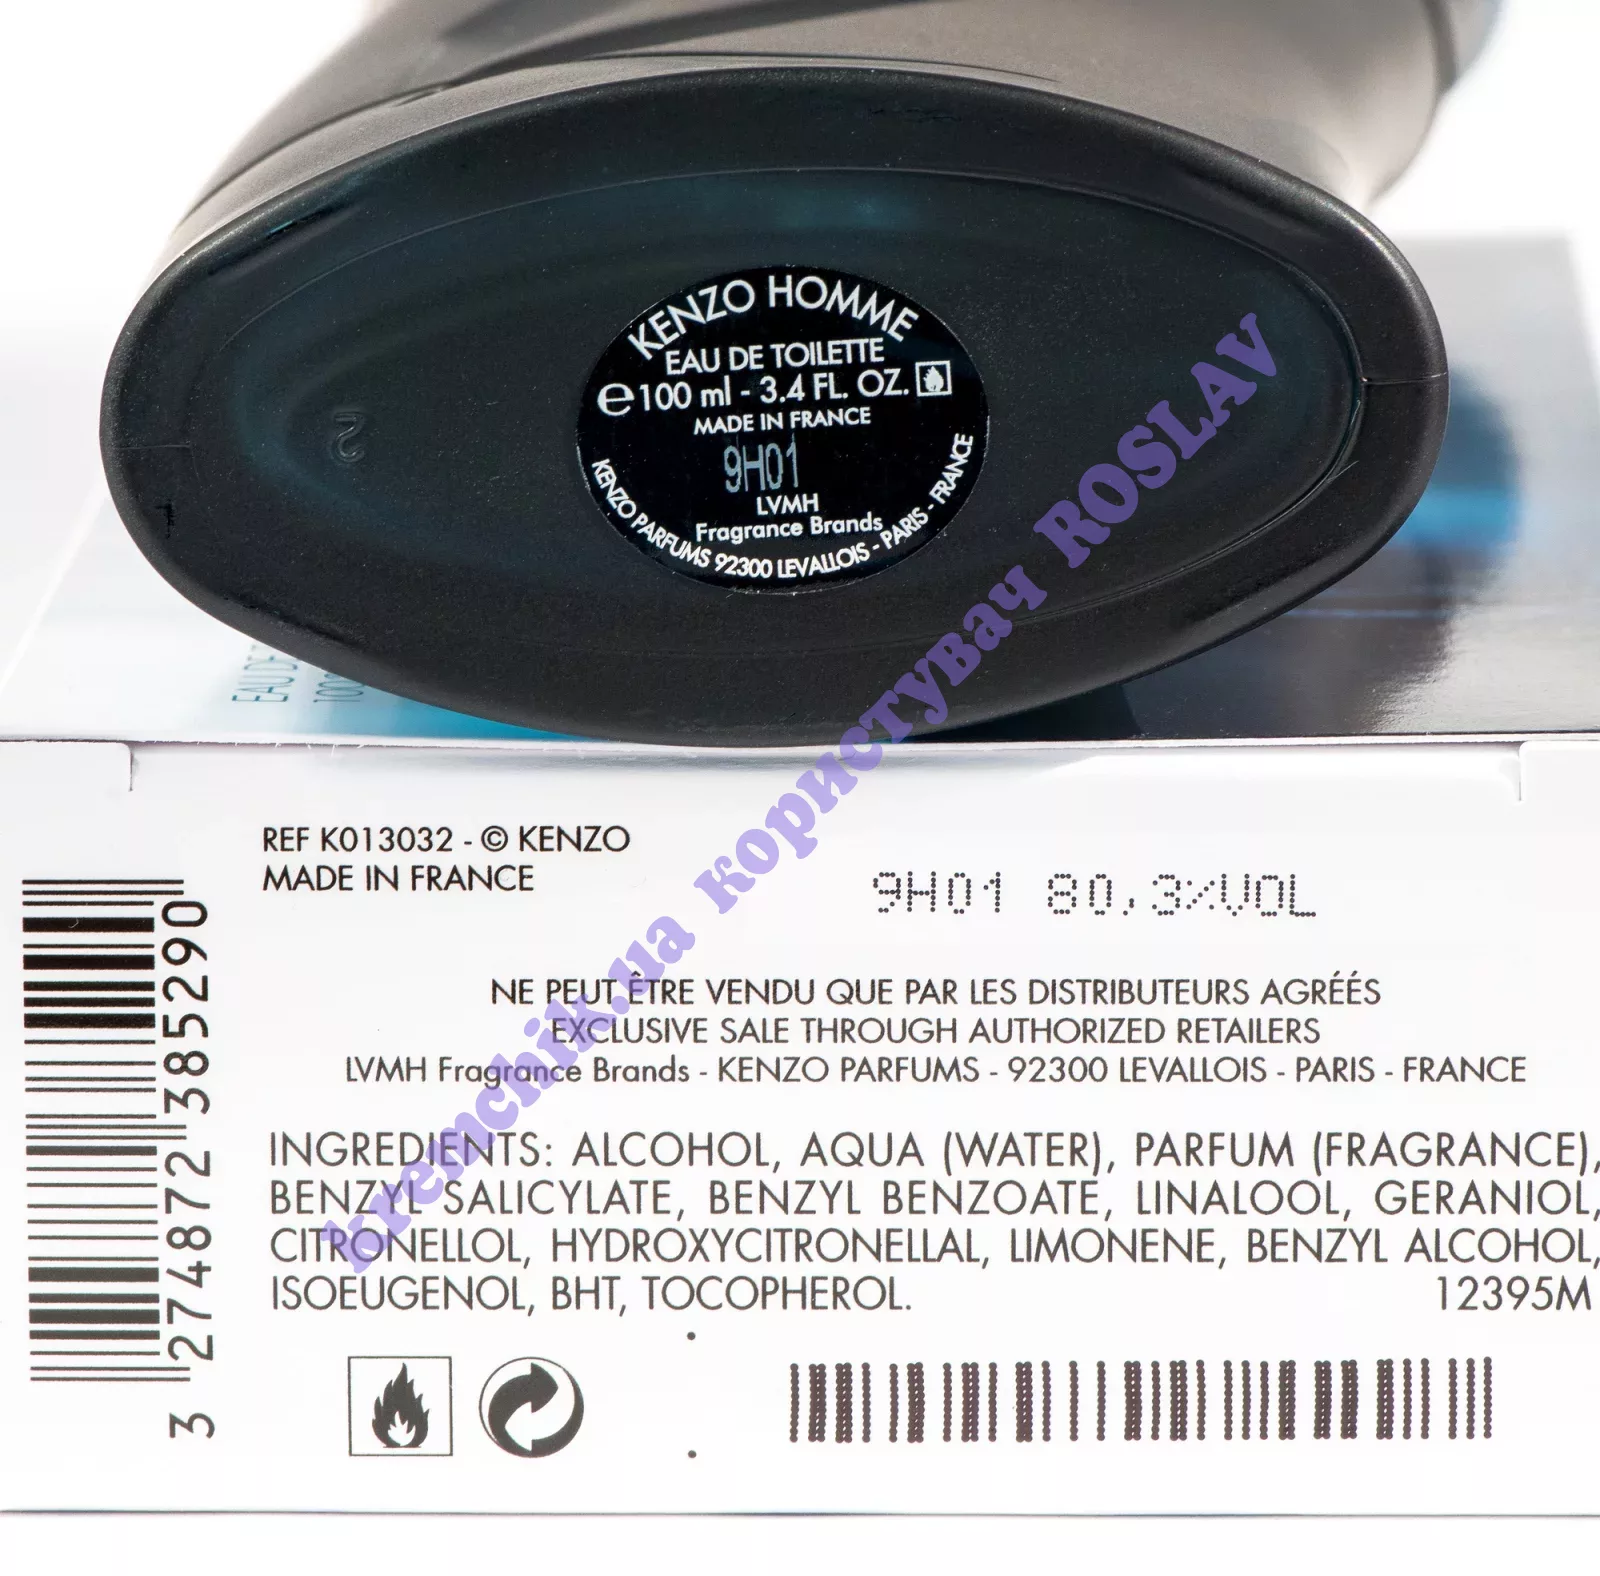 KENZO HOMME
EAU DE TOILETTE
℮ 100 ml - 3.4 FL. OZ.
MADE IN FRANCE
9H01
LVMH
Fragrance Brands
KENZO PARFUMS 92300 LEVALLOIS - PARIS - FRANCE
2
EAU DE
100
REF K013032 - © KENZO
MADE IN FRANCE
9H01 80,3%VOL
NE PEUT ÊTRE VENDU QUE PAR LES DISTRIBUTEURS AGRÉÉS
EXCLUSIVE SALE THROUGH AUTHORIZED RETAILERS
LVMH Fragrance Brands - KENZO PARFUMS - 92300 LEVALLOIS - PARIS - FRANCE
INGREDIENTS: ALCOHOL, AQUA (WATER), PARFUM (FRAGRANCE),
BENZYL SALICYLATE, BENZYL BENZOATE, LINALOOL, GERANIOL,
CITRONELLOL, HYDROXYCITRONELLAL, LIMONENE, BENZYL ALCOHOL,
ISOEUGENOL, BHT, TOCOPHEROL. 12395M
3 274872 385290
kremchik.ua користувач ROSLAV